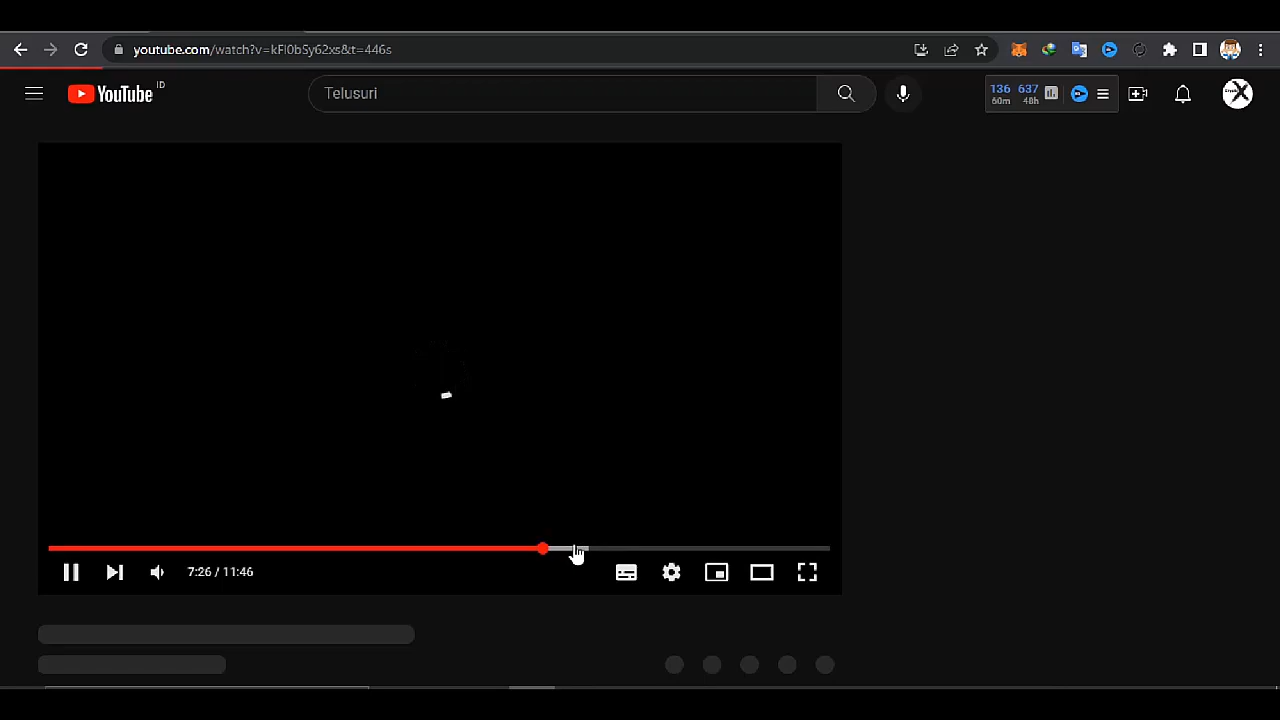 youtube.com/watch?v=kFI0bSy62xs&t=446s
YouTube ID
Telusuri
136 637
60m 48h
7:26 / 11:46